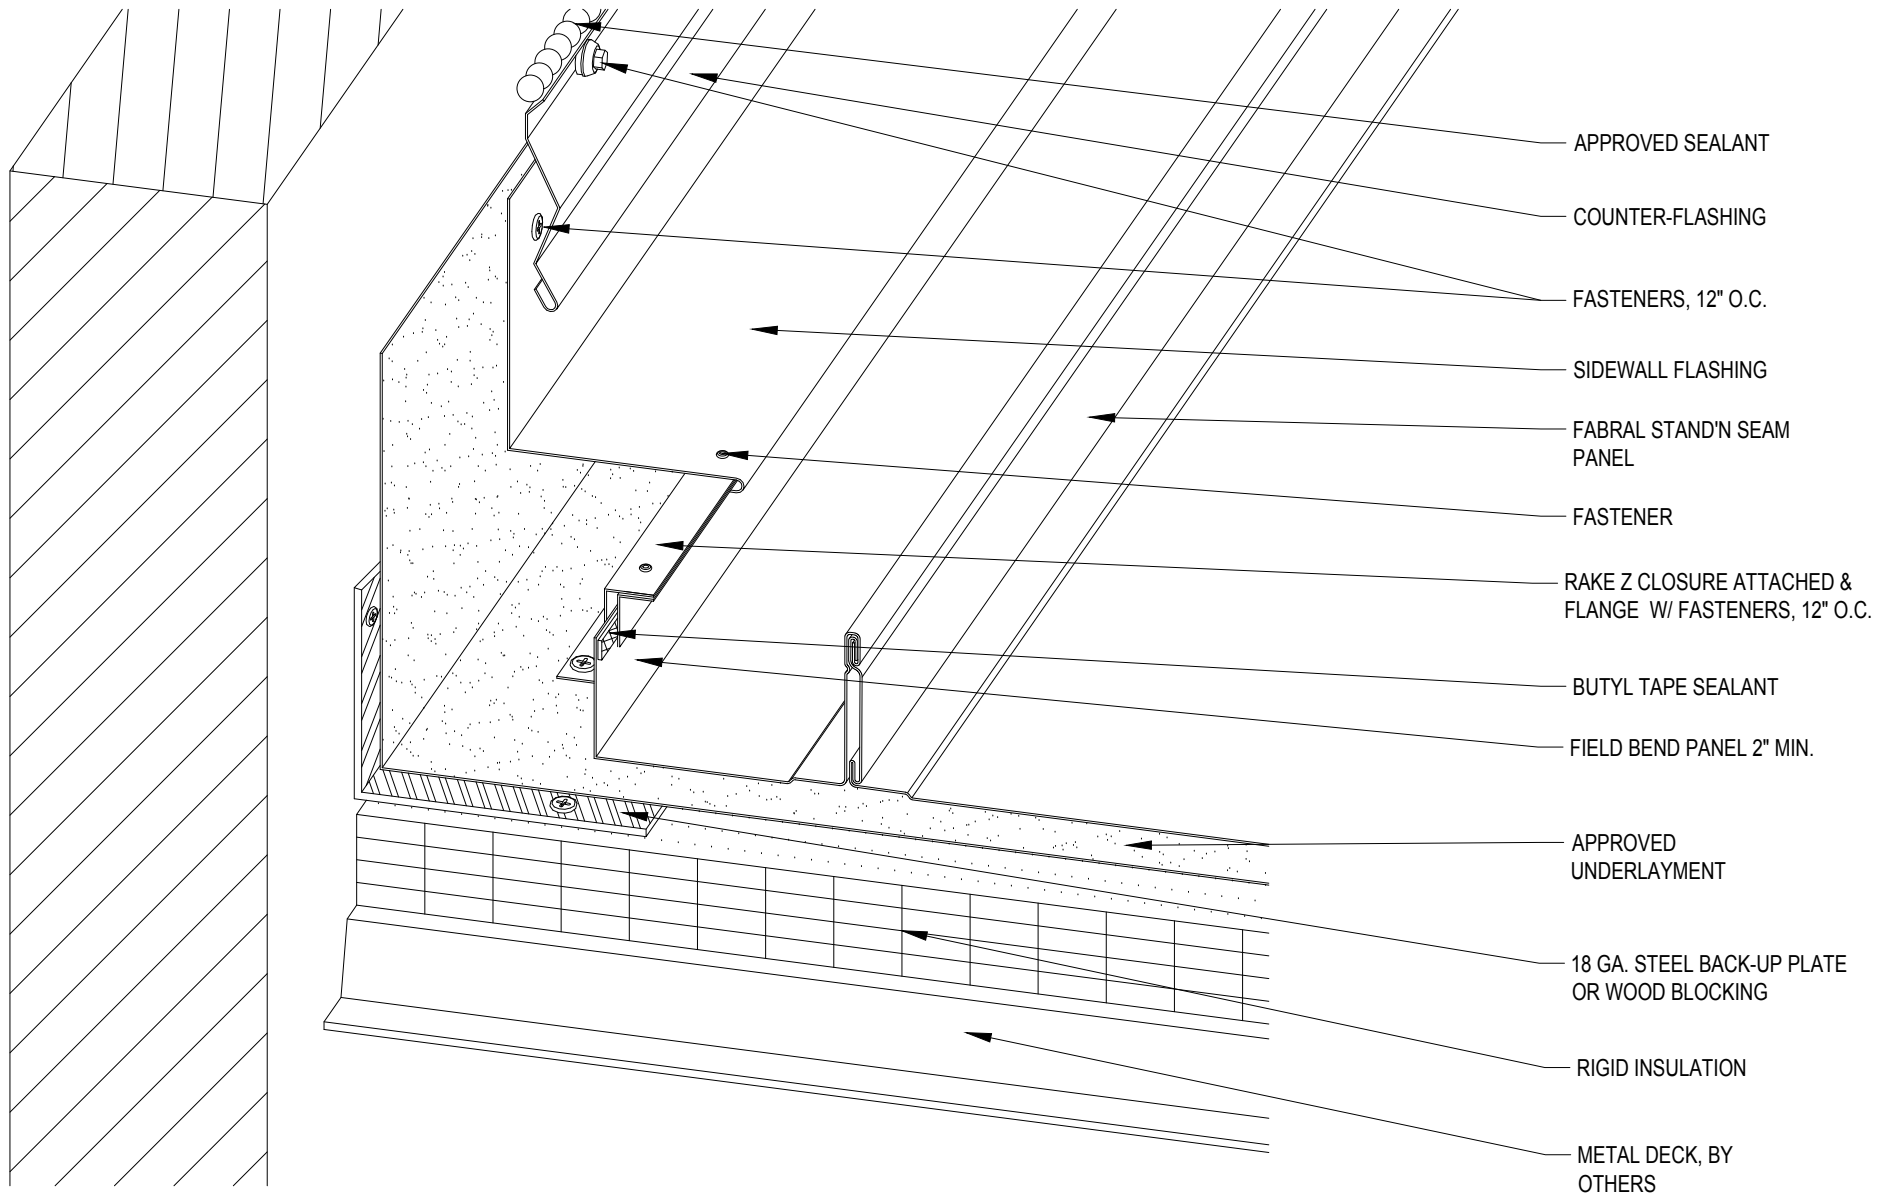 APPROVED SEALANT
COUNTER-FLASHING
FASTENERS, 12" O.C.
SIDEWALL FLASHING
FABRAL STAND'N SEAM
PANEL
FASTENER
RAKE Z CLOSURE ATTACHED &
FLANGE W/ FASTENERS, 12" O.C.
BUTYL TAPE SEALANT
FIELD BEND PANEL 2" MIN.
APPROVED
UNDERLAYMENT
18 GA. STEEL BACK-UP PLATE
OR WOOD BLOCKING
RIGID INSULATION
METAL DECK, BY
OTHERS